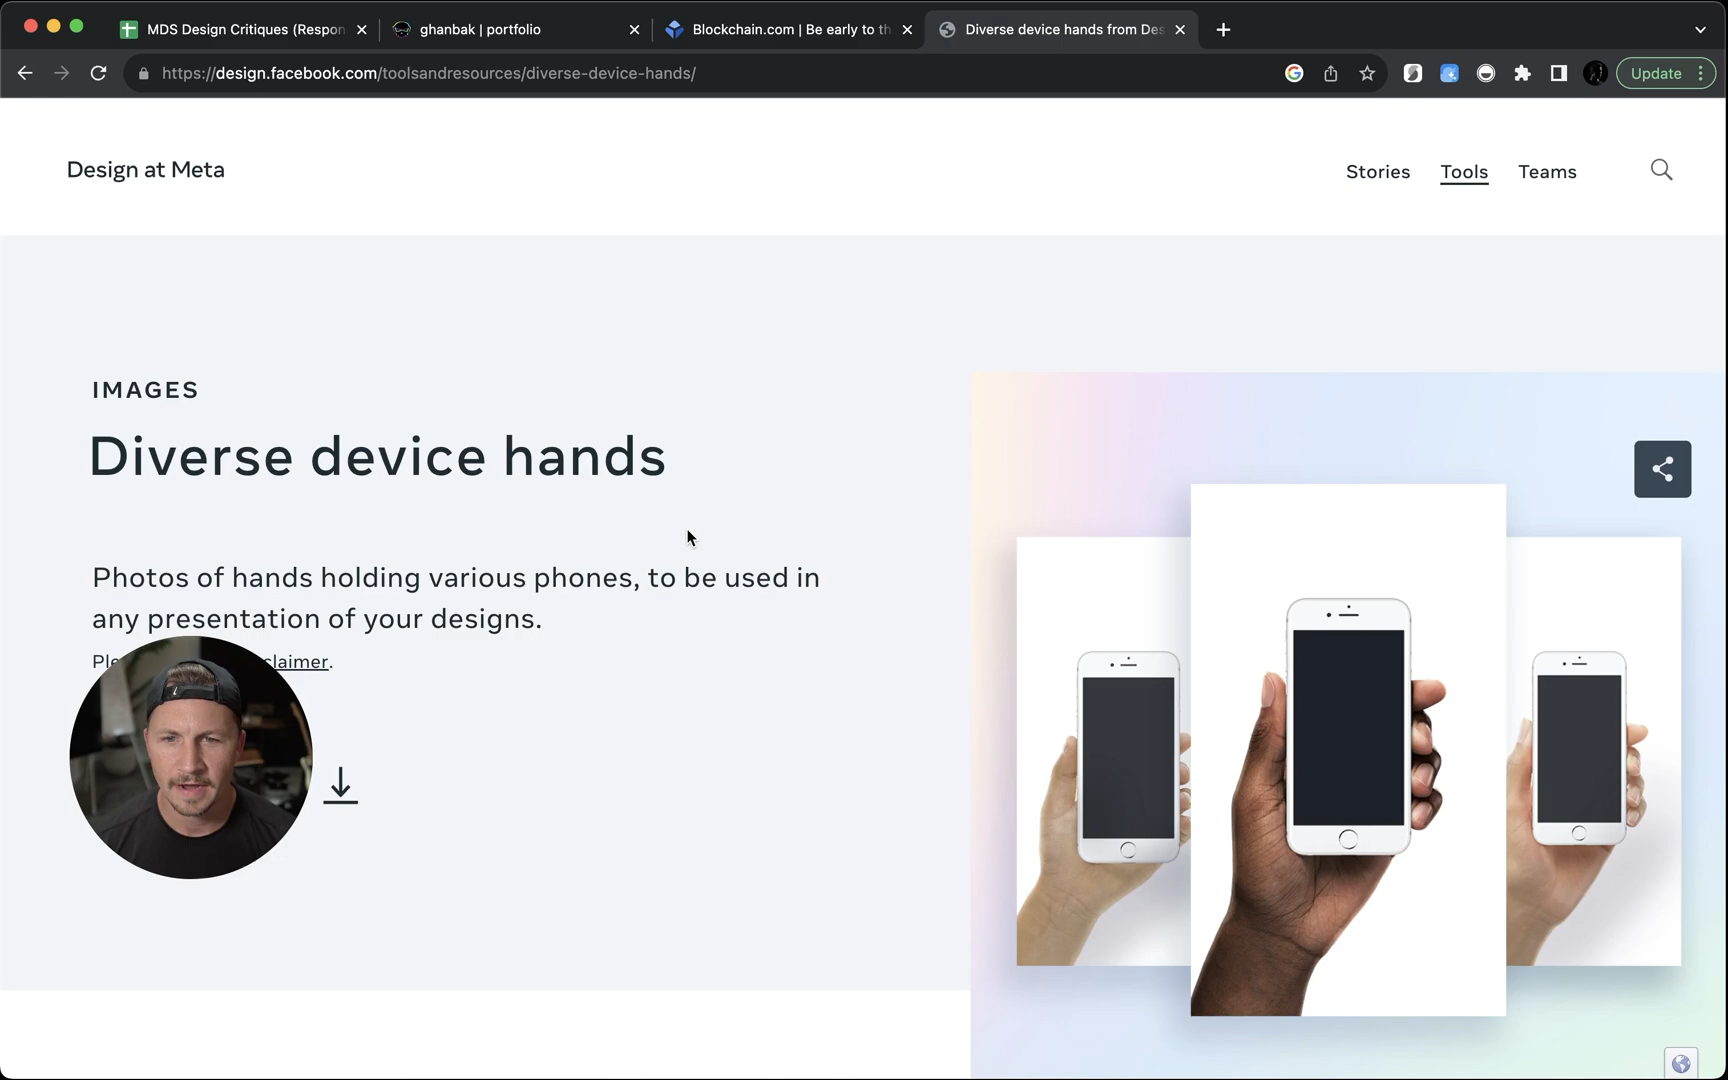 MDS Design Critiques (Respon
ghanbak | portfolio
Blockchain.com | Be early to th
Diverse device hands from Des
https://design.facebook.com/toolsandresources/diverse-device-hands/
Update
Design at Meta
Stories
Tools
Teams
IMAGES
Diverse device hands
Photos of hands holding various phones, to be used in
any presentation of your designs.
claimer.